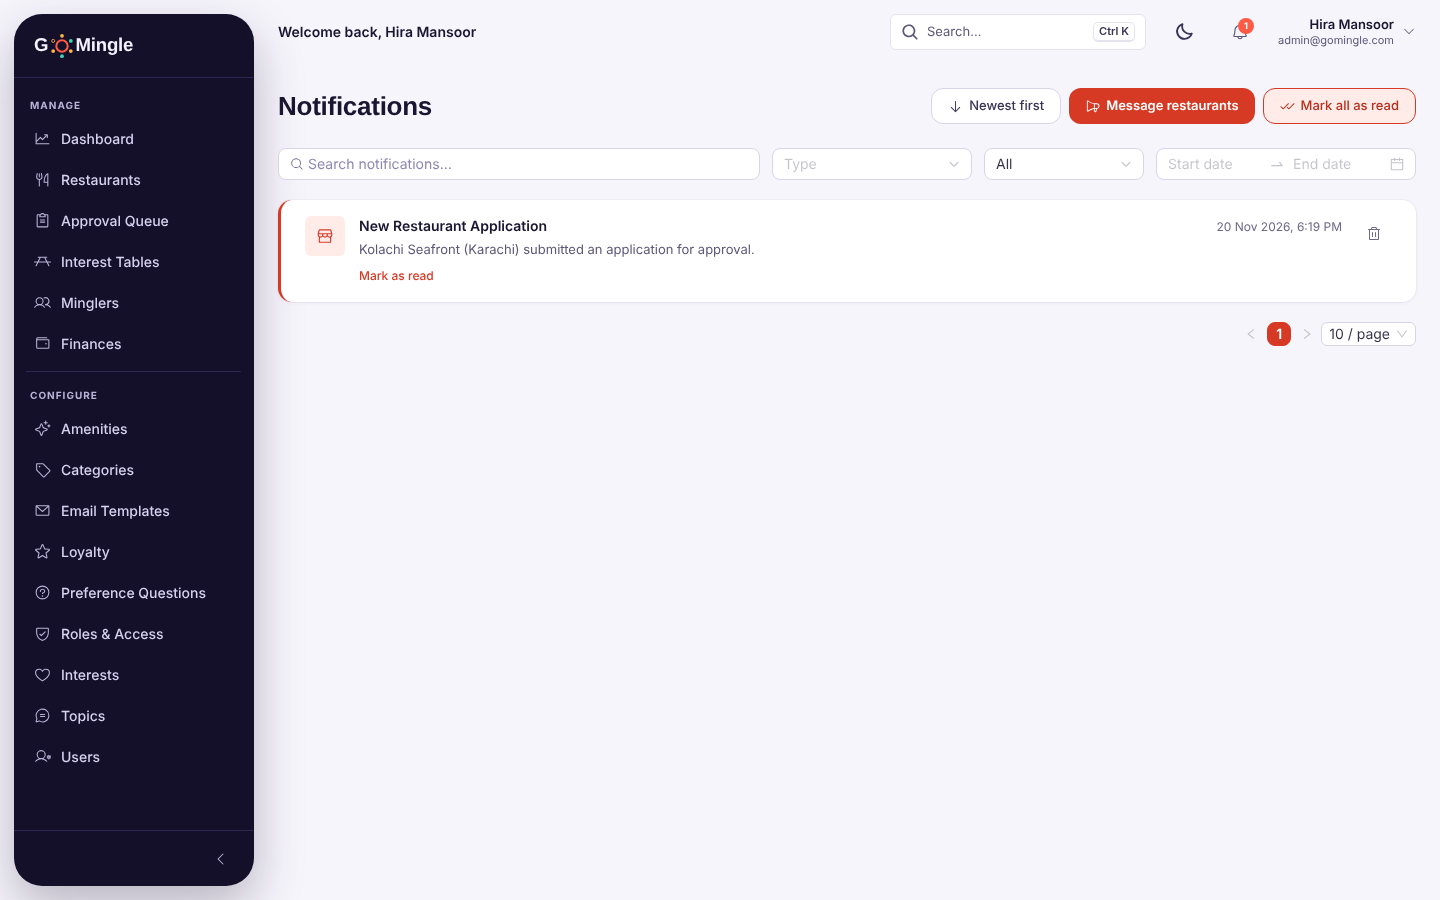 GoMingle
Welcome back, Hira Mansoor
Search...
Ctrl K
1
Hira Mansoor
admin@gomingle.com
MANAGE
Dashboard
Restaurants
Approval Queue
Interest Tables
Minglers
Finances
CONFIGURE
Amenities
Categories
Email Templates
Loyalty
Preference Questions
Roles & Access
Interests
Topics
Users
Notifications
Newest first
Message restaurants
Mark all as read
Search notifications...
Type
All
Start date
End date
New Restaurant Application
20 Nov 2026, 6:19 PM
Kolachi Seafront (Karachi) submitted an application for approval.
Mark as read
1
10 / page